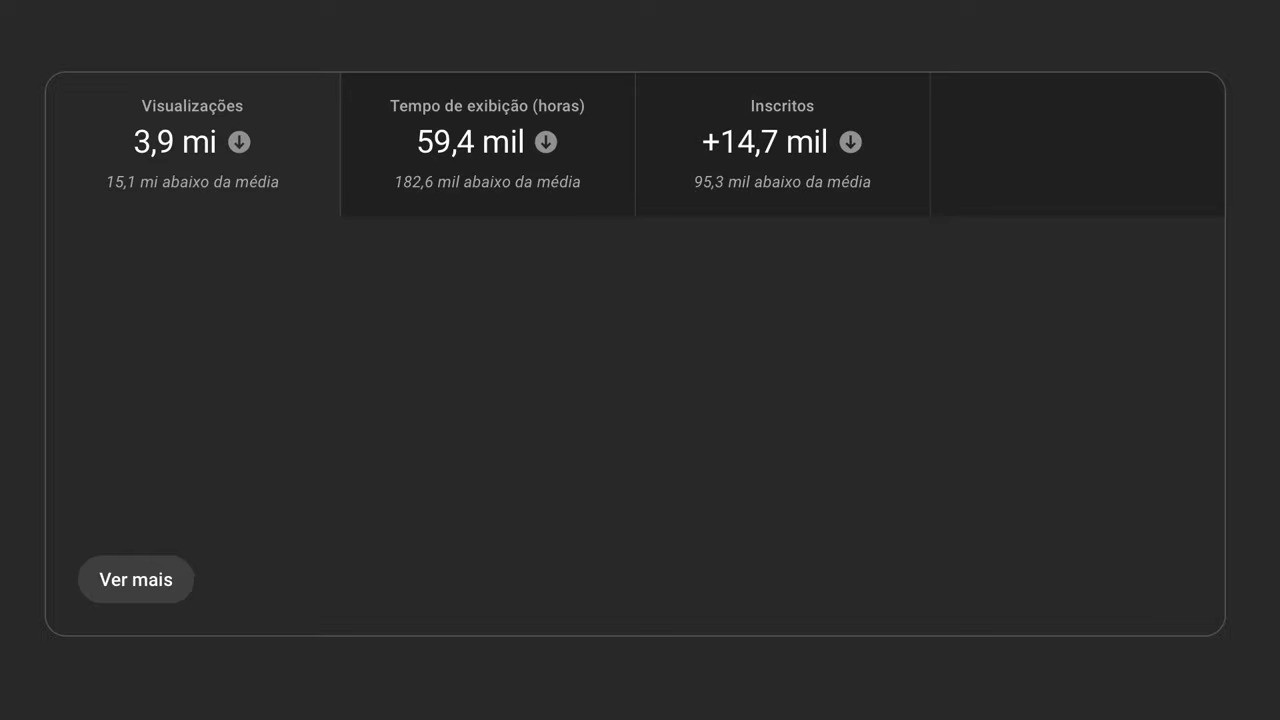 Visualizações
3,9 mi
15,1 mi abaixo da média
Tempo de exibição (horas)
59,4 mil
182,6 mil abaixo da média
Inscritos
+14,7 mil
95,3 mil abaixo da média
Ver mais